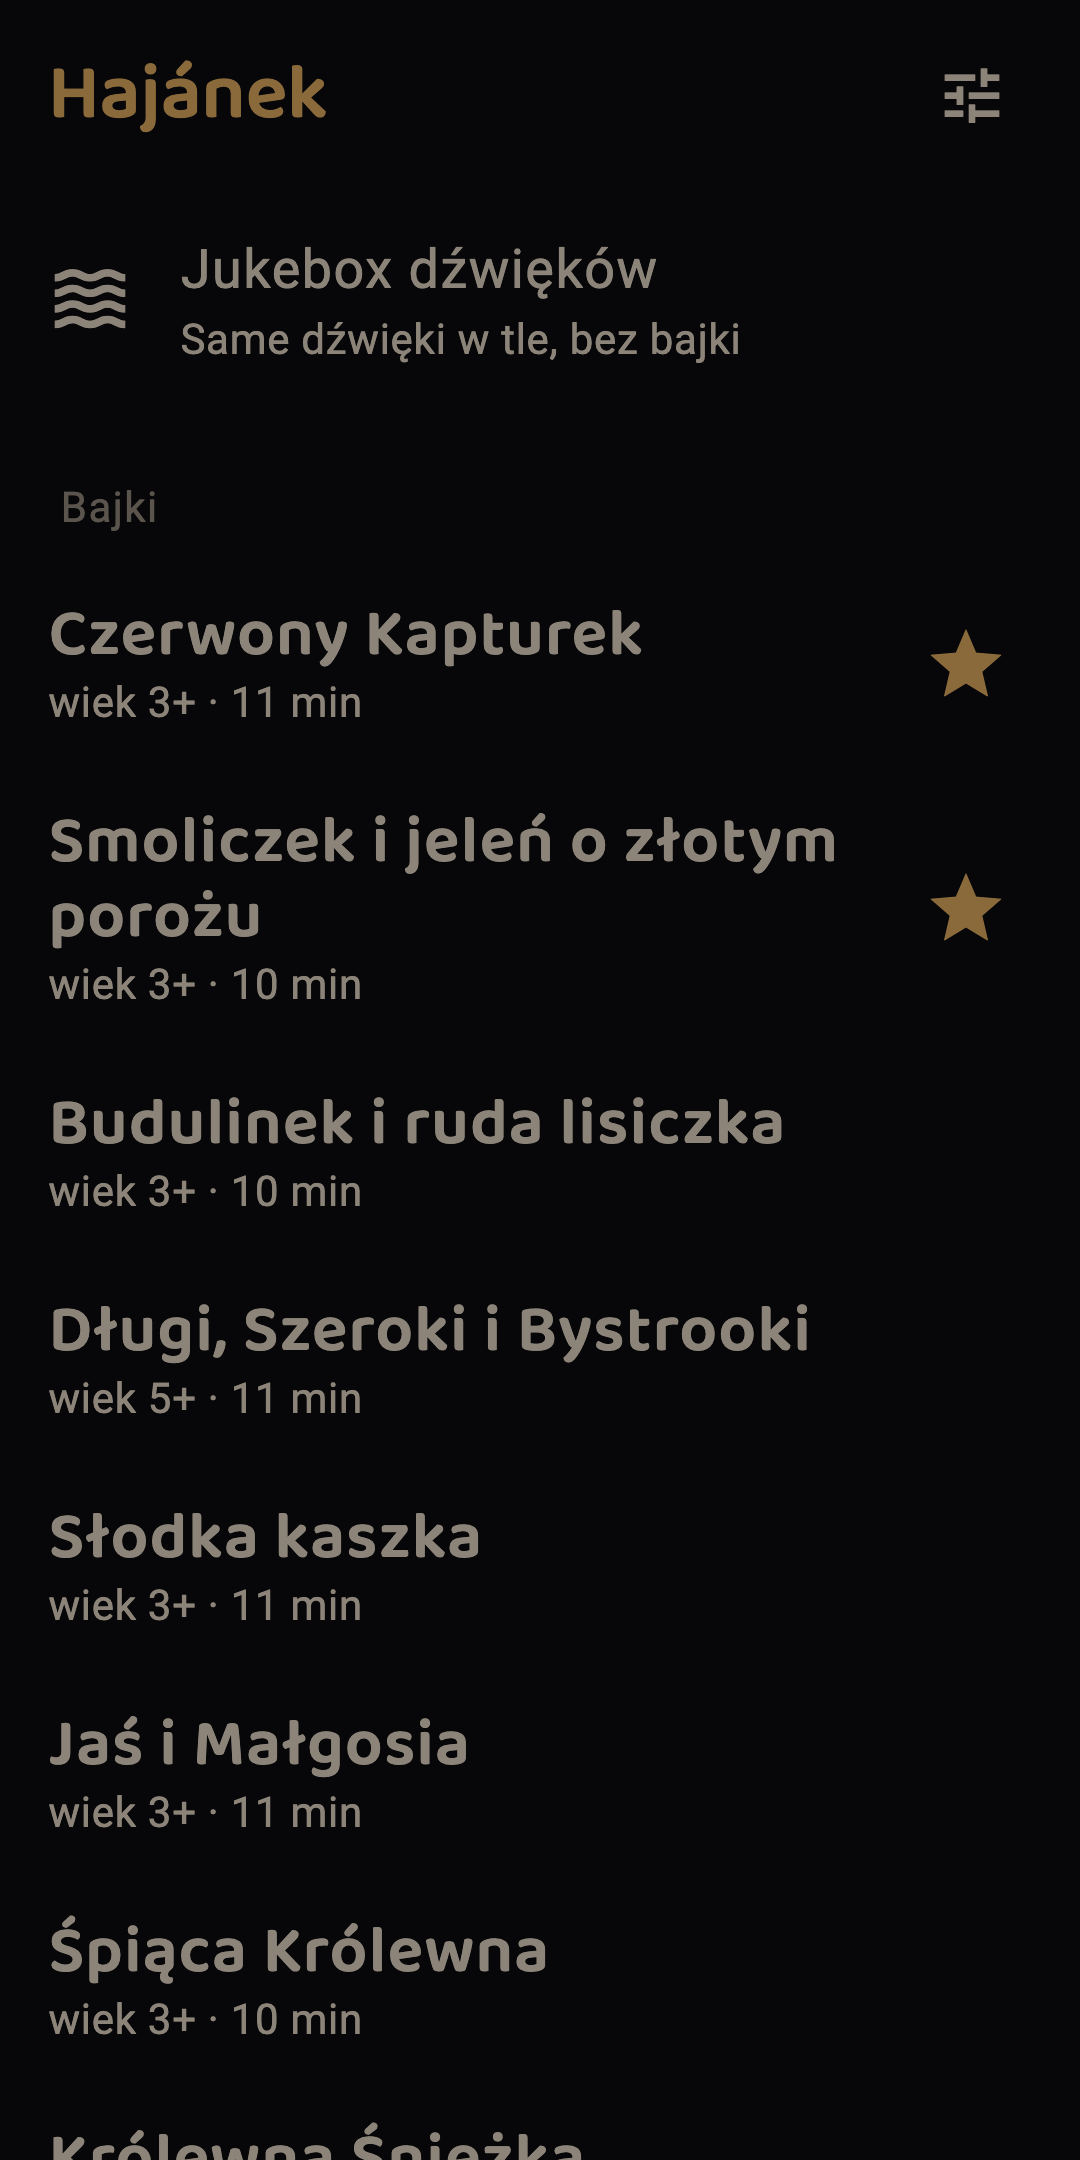 Hajánek
Jukebox dźwięków
Same dźwięki w tle, bez bajki
Bajki
Czerwony Kapturek
wiek 3+ · 11 min
Smoliczek i jeleń o złotym
porożu
wiek 3+ · 10 min
Budulinek i ruda lisiczka
wiek 3+ · 10 min
Długi, Szeroki i Bystrooki
wiek 5+ · 11 min
Słodka kaszka
wiek 3+ · 11 min
Jaś i Małgosia
wiek 3+ · 11 min
Śpiąca Królewna
wiek 3+ · 10 min
Królewna Śnieżka